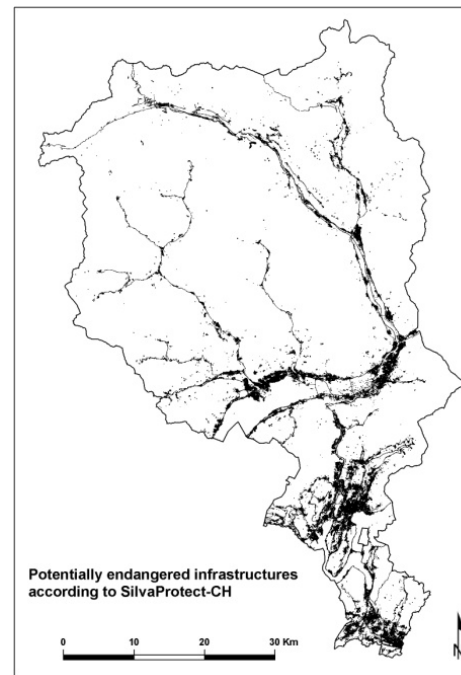 Potentially endangered infrastructures
according to SilvaProtect-CH
0 10 20 30 Km
N